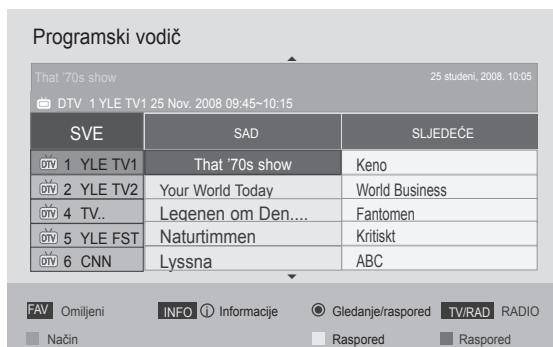 Programski vodič
That '70s show 25 studeni, 2008. 10:05
DTV 1 YLE TV1 25 Nov. 2008 09:45~10:15
SVE SAD SLJEDEĆE
DTV 1 YLE TV1 That '70s show Keno
DTV 2 YLE TV2 Your World Today World Business
DTV 4 TV.. Legenen om Den.... Fantomen
DTV 5 YLE FST Naturtimmen Kritiskt
DTV 6 CNN Lyssna ABC
FAV Omiljeni INFO ⓘ Informacije Gledanje/raspored TV/RAD RADIO
Način Raspored Raspored